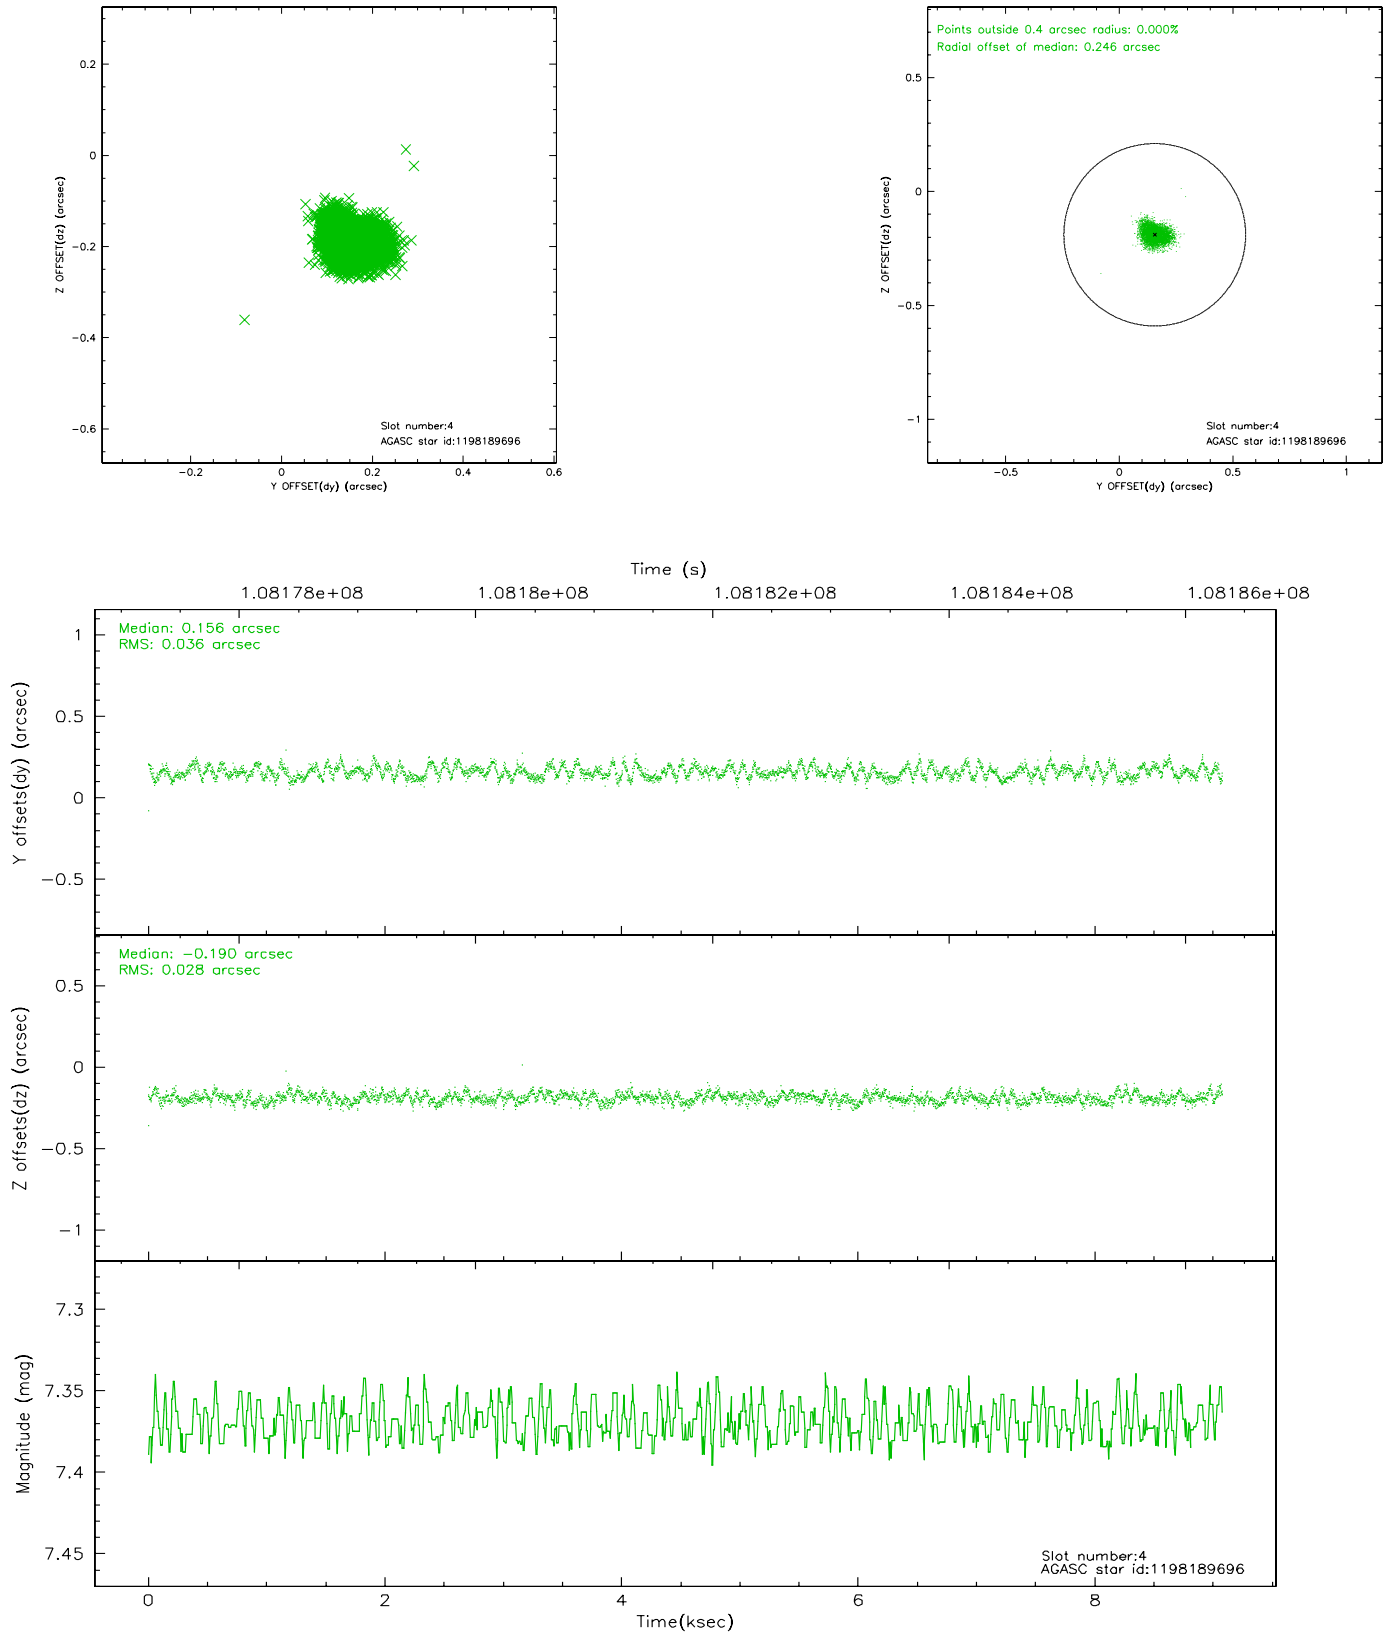 0.2
0
−0.2
−0.4
−0.6
Z OFFSET(dz) (arcsec)
Slot number:4
AGASC star id:1198189696
−0.2 0 0.2 0.4 0.6
Y OFFSET(dy) (arcsec)
Points outside 0.4 arcsec radius: 0.000%
Radial offset of median: 0.246 arcsec
0.5
0
−0.5
−1
Z OFFSET(dz) (arcsec)
Slot number:4
AGASC star id:1198189696
−0.5 0 0.5 1
Y OFFSET(dy) (arcsec)
Time (s)
1.08178e+08 1.0818e+08 1.08182e+08 1.08184e+08 1.08186e+08
Median: 0.156 arcsec
RMS: 0.036 arcsec
1
0.5
0
−0.5
Y offsets(dy) (arcsec)
Median: −0.190 arcsec
RMS: 0.028 arcsec
0.5
0
−0.5
−1
Z offsets(dz) (arcsec)
7.3
7.35
7.4
7.45
Magnitude (mag)
Slot number:4
AGASC star id:1198189696
0 2 4 6 8
Time(ksec)